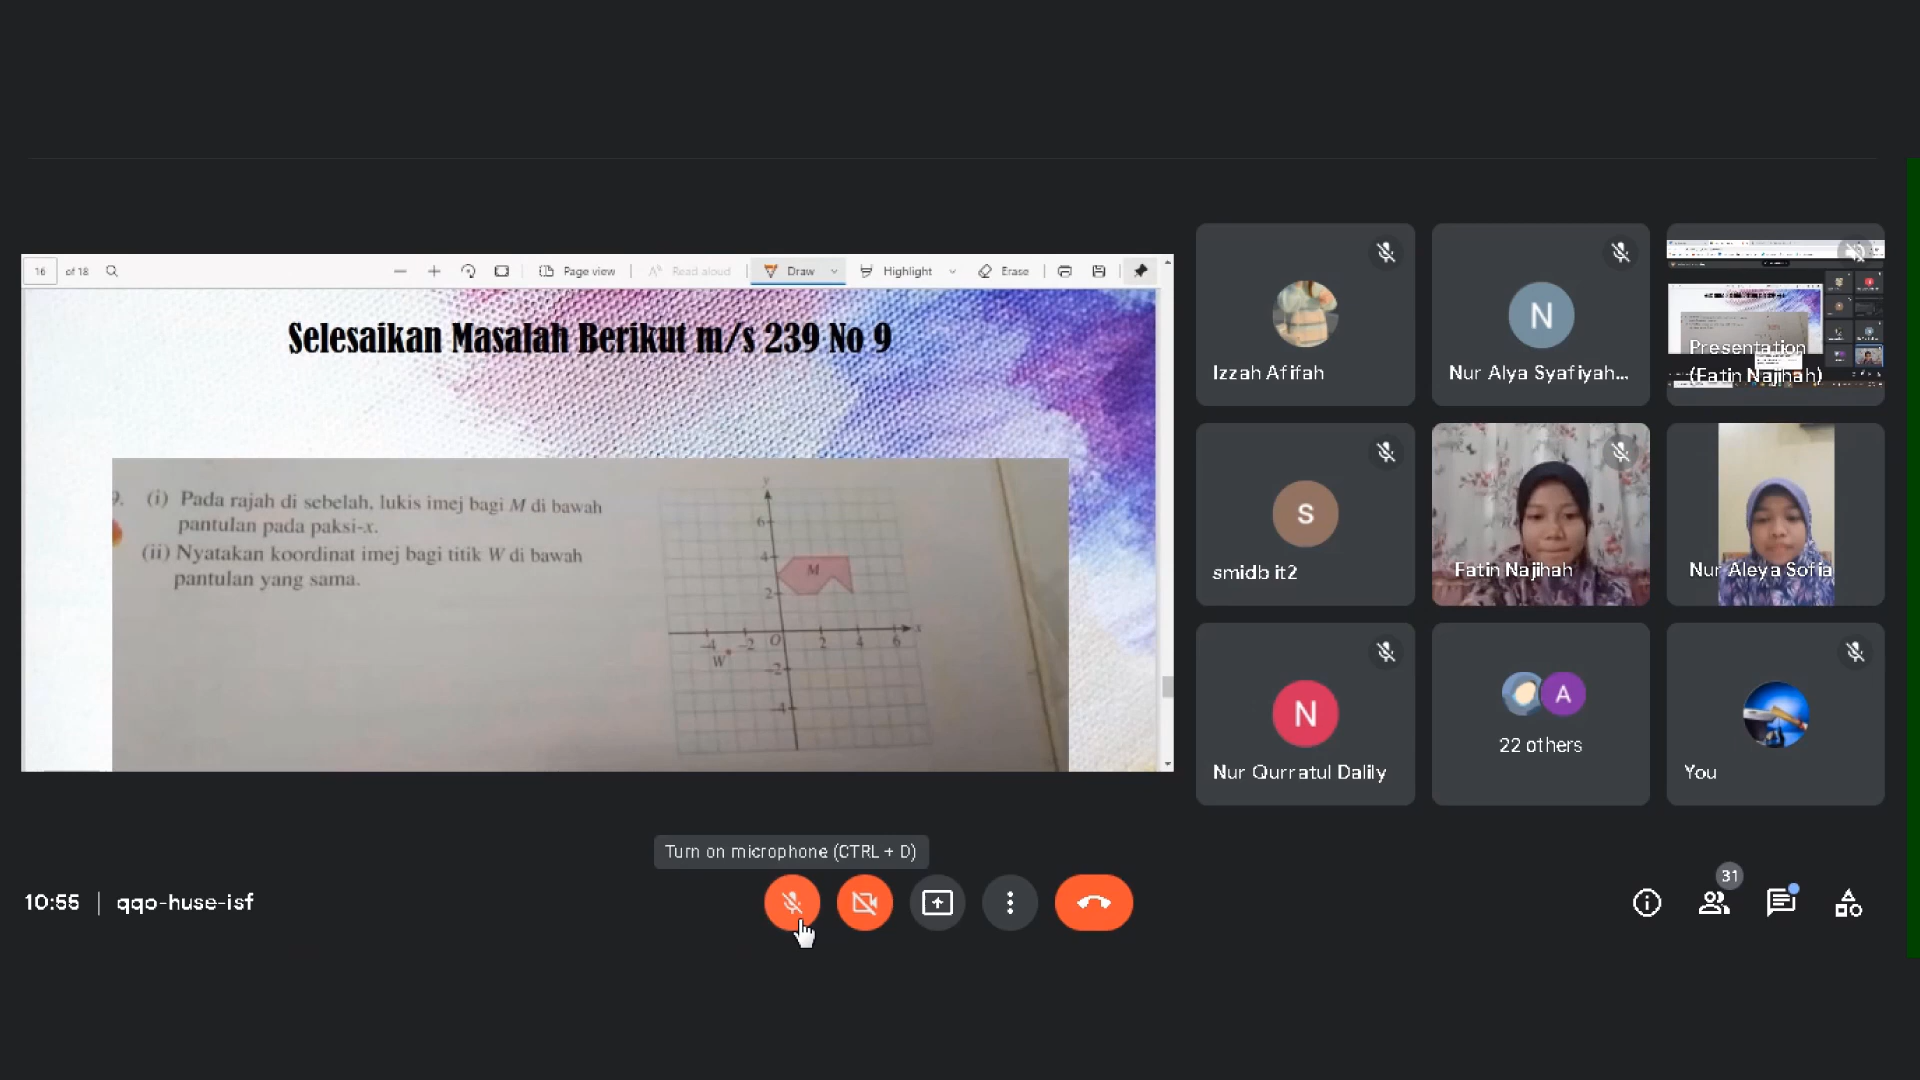 16 of 18
Page view
Read aloud
Draw
Highlight
Erase
Selesaikan Masalah Berikut m/s 239 No 9
9. (i) Pada rajah di sebelah, lukis imej bagi M di bawah
pantulan pada paksi-x.
(ii) Nyatakan koordinat imej bagi titik W di bawah
pantulan yang sama.
y
6
4
M
2
-4 -2 O 2 4 6 x
W
-2
-4
Izzah Afifah
N
Nur Alya Syafiyah...
Presentation
(Fatin Najihah)
S
smidb it2
Fatin Najihah
Nur Aleya Sofia
N
Nur Qurratul Dalily
A
22 others
You
Turn on microphone (CTRL + D)
10:55 | qqo-huse-isf
31